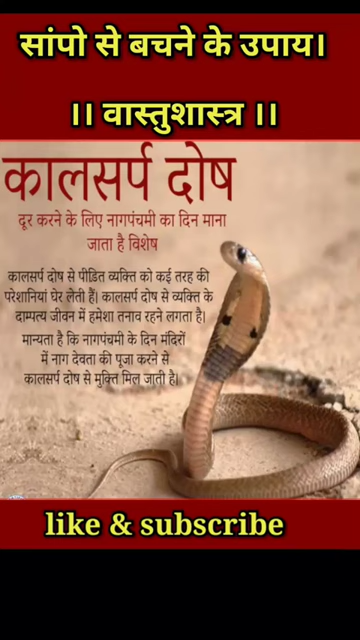 सांपो से बचने के उपाय।
।। वास्तुशास्त्र ।।
कालसर्प दोष
दूर करने के लिए नागपंचमी का दिन माना
जाता है विशेष
कालसर्प दोष से पीडित व्यक्ति को कई तरह की
परेशानियां घेर लेती हैं। कालसर्प दोष से व्यक्ति के
दाम्पत्य जीवन में हमेशा तनाव रहने लगता है।
मान्यता है कि नागपंचमी के दिन मंदिरों
में नाग देवता की पूजा करने से
कालसर्प दोष से मुक्ति मिल जाती है।
like & subscribe